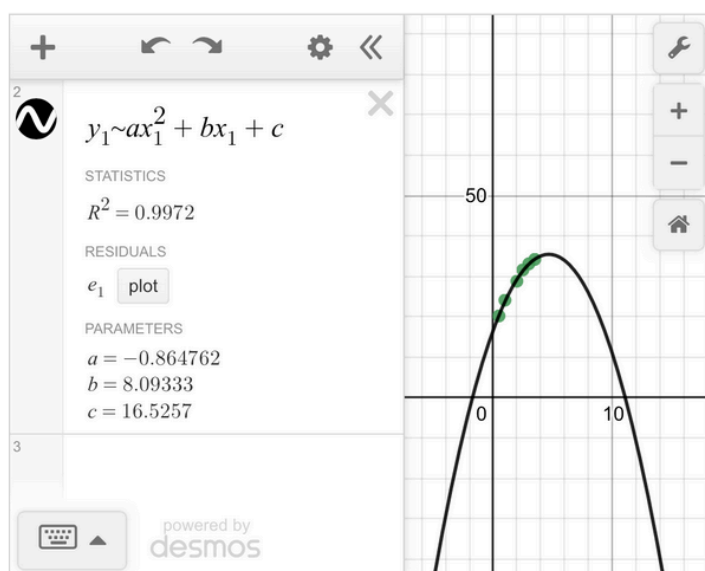 2
y₁~ax₁² + bx₁ + c
STATISTICS
R² = 0.9972
RESIDUALS
e₁ plot
PARAMETERS
a = −0.864762
b = 8.09333
c = 16.5257
3
powered by
desmos
50
0
10